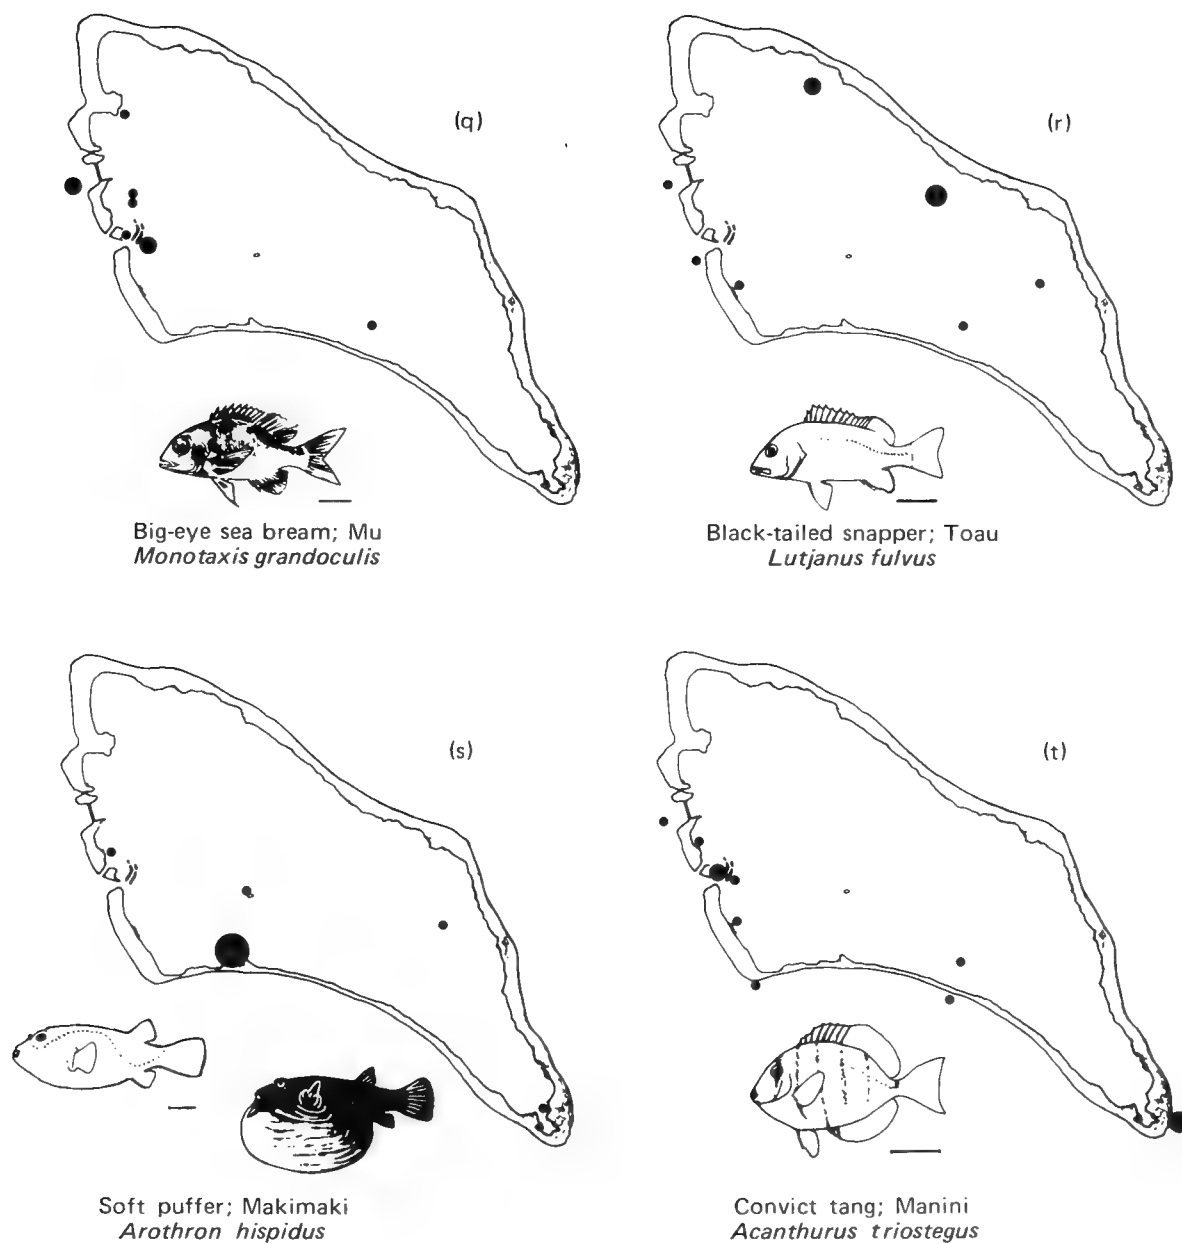 (q)
(r)
Big-eye sea bream; Mu
Monotaxis grandoculis
Black-tailed snapper; Toau
Lutjanus fulvus
(s)
(t)
Soft puffer; Makimaki
Arothron hispidus
Convict tang; Manini
Acanthurus triostegus